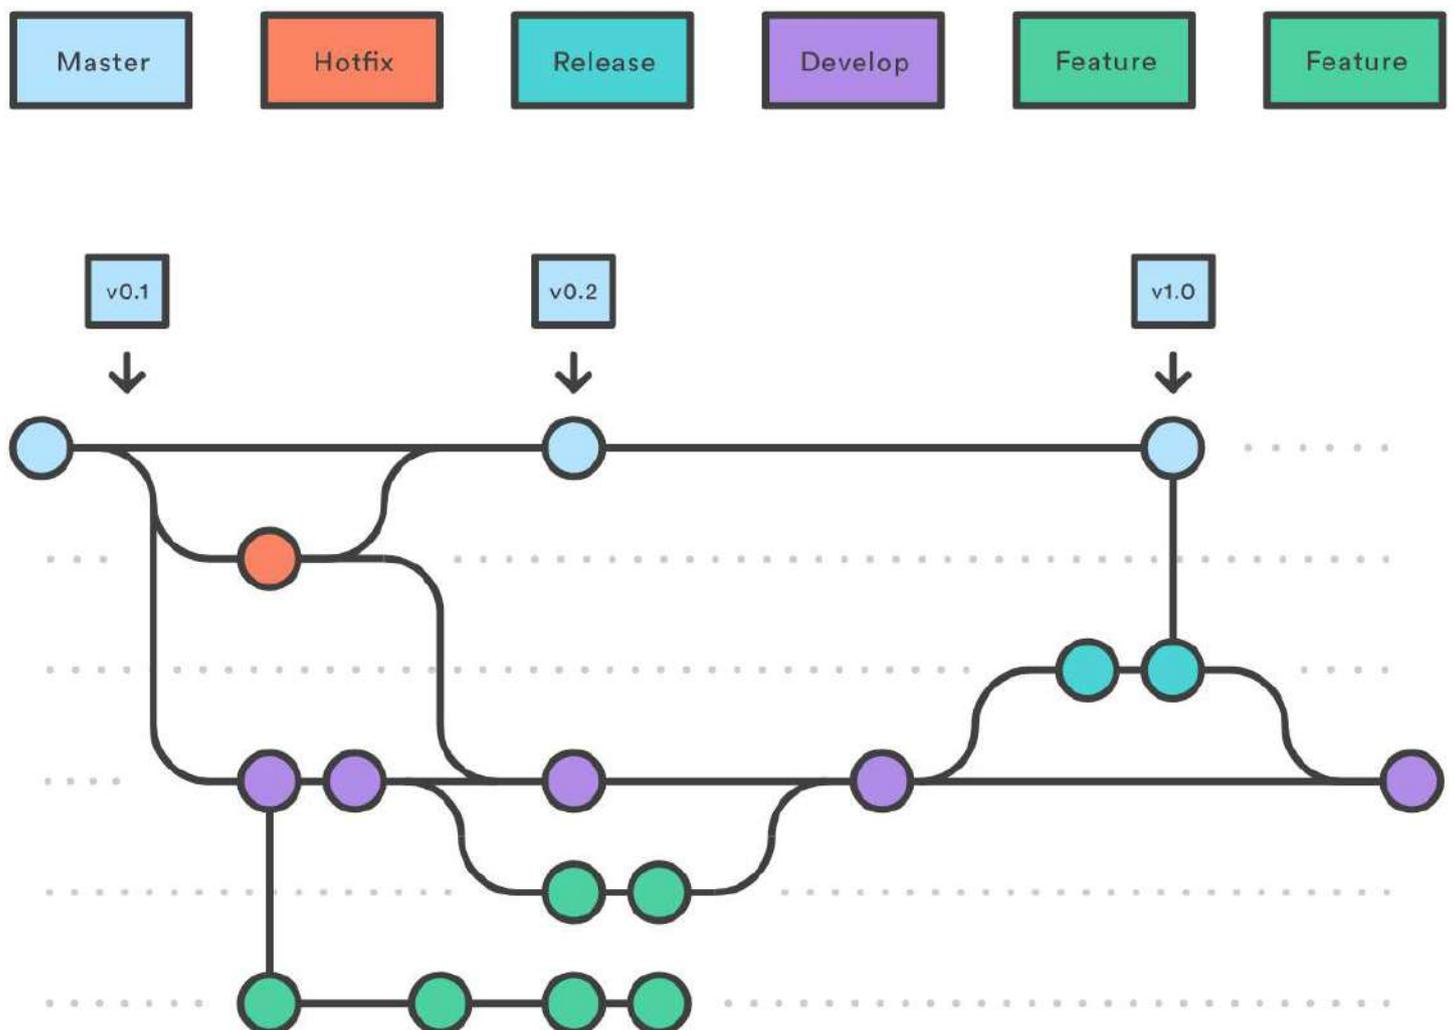 Master
Hotfix
Release
Develop
Feature
Feature
v0.1
v0.2
v1.0